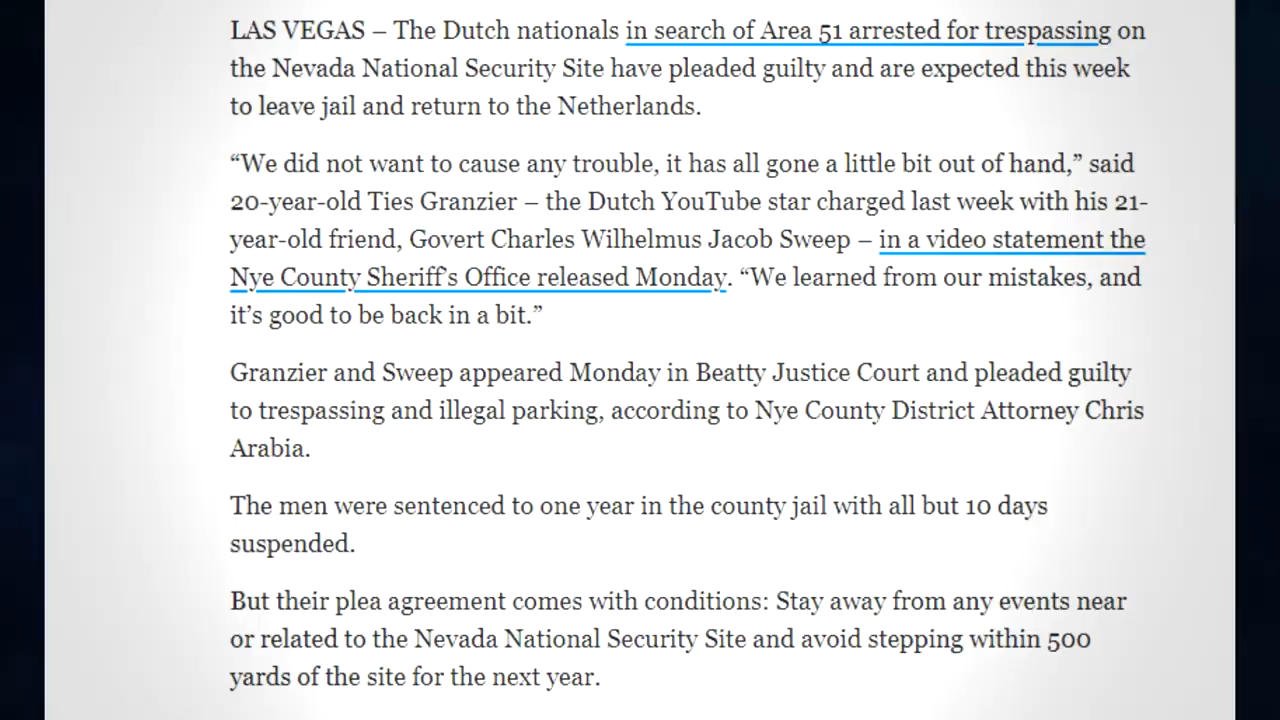 LAS VEGAS – The Dutch nationals in search of Area 51 arrested for trespassing on
the Nevada National Security Site have pleaded guilty and are expected this week
to leave jail and return to the Netherlands.
“We did not want to cause any trouble, it has all gone a little bit out of hand,” said
20-year-old Ties Granzier – the Dutch YouTube star charged last week with his 21-
year-old friend, Govert Charles Wilhelmus Jacob Sweep – in a video statement the
Nye County Sheriff’s Office released Monday. “We learned from our mistakes, and
it’s good to be back in a bit.”
Granzier and Sweep appeared Monday in Beatty Justice Court and pleaded guilty
to trespassing and illegal parking, according to Nye County District Attorney Chris
Arabia.
The men were sentenced to one year in the county jail with all but 10 days
suspended.
But their plea agreement comes with conditions: Stay away from any events near
or related to the Nevada National Security Site and avoid stepping within 500
yards of the site for the next year.